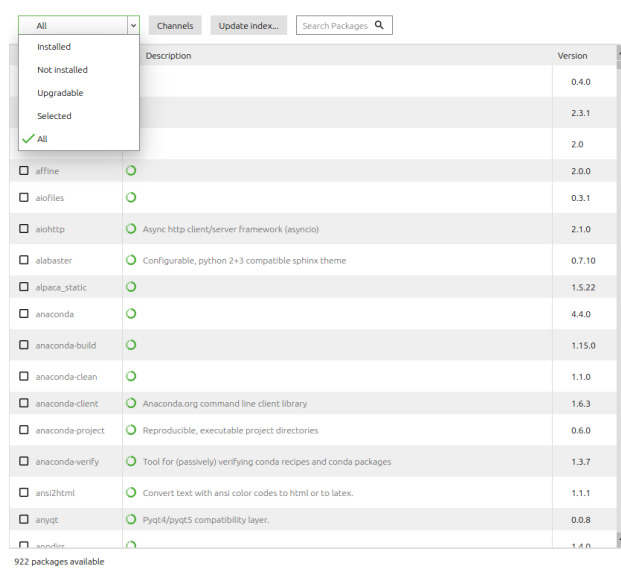 All Channels Update index... Search Packages
Installed
Not installed
Upgradable
Selected
All
Description Version
0.4.0
2.3.1
2.0
affine 2.0.0
aiofiles 0.3.1
aiohttp Async http client/server framework (asyncio) 2.1.0
alabaster Configurable, python 2+3 compatible sphinx theme 0.7.10
alpaca_static 1.5.22
anaconda 4.4.0
anaconda-build 1.15.0
anaconda-clean 1.1.0
anaconda-client Anaconda.org command line client library 1.6.3
anaconda-project Reproducible, executable project directories 0.6.0
anaconda-verify Tool for (passively) verifying conda recipes and conda packages 1.3.7
ansi2html Convert text with ansi color codes to html or to latex. 1.1.1
anyqt Pyqt4/pyqt5 compatibility layer. 0.0.8
appdirs 1.4.0
922 packages available